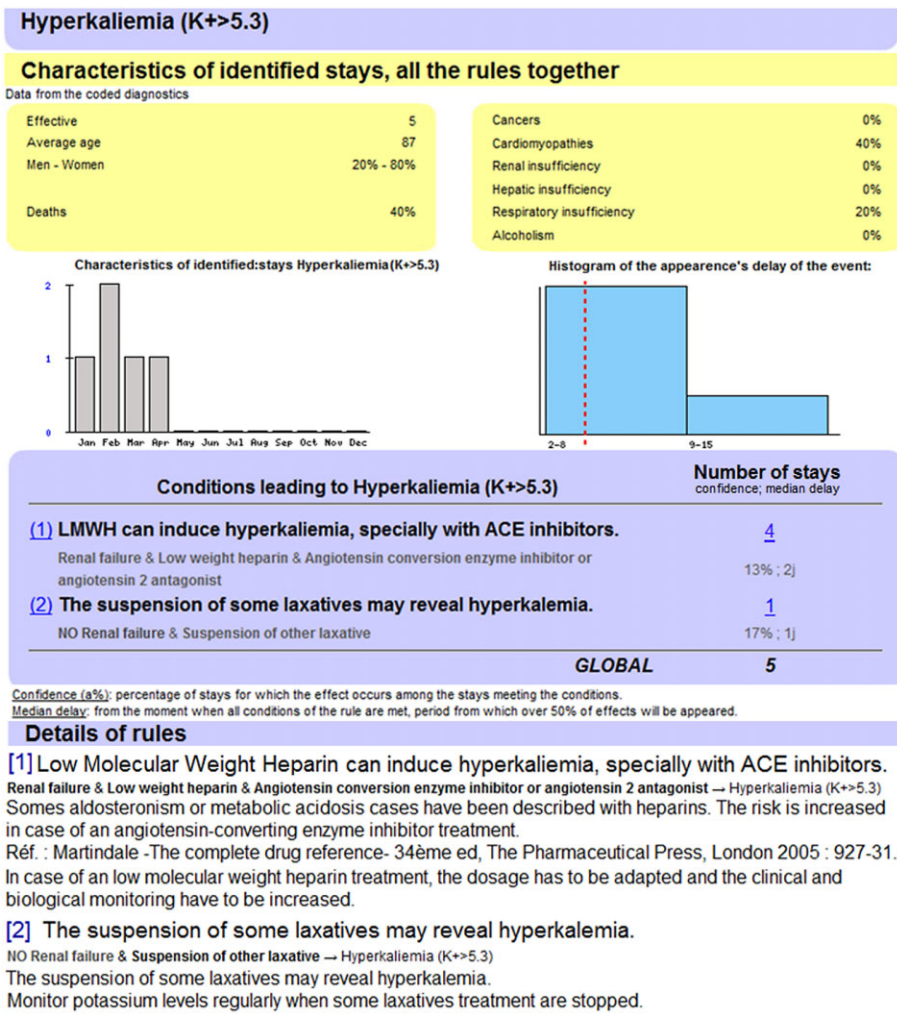 Hyperkaliemia (K+>5.3)
Characteristics of identified stays, all the rules together
Data from the coded diagnostics
Effective 5
Average age 87
Men - Women 20% - 80%
Deaths 40%
Cancers 0%
Cardiomyopathies 40%
Renal insufficiency 0%
Hepatic insufficiency 0%
Respiratory insufficiency 20%
Alcoholism 0%
Characteristics of identified:stays Hyperkaliemia(K+>5.3)
2
1
0
Jan Feb Mar Apr May Jun Jul Aug Sep Oct Nov Dec
Histogram of the appearence's delay of the event:
2-8 9-15
Conditions leading to Hyperkaliemia (K+>5.3)
Number of stays
confidence; median delay
(1) LMWH can induce hyperkaliemia, specially with ACE inhibitors. 4
Renal failure & Low weight heparin & Angiotensin conversion enzyme inhibitor or
angiotensin 2 antagonist
13% ; 2j
(2) The suspension of some laxatives may reveal hyperkalemia. 1
NO Renal failure & Suspension of other laxative 17% ; 1j
GLOBAL 5
Confidence (a%): percentage of stays for which the effect occurs among the stays meeting the conditions.
Median delay: from the moment when all conditions of the rule are met, period from which over 50% of effects will be appeared.
Details of rules
[1] Low Molecular Weight Heparin can induce hyperkaliemia, specially with ACE inhibitors.
Renal failure & Low weight heparin & Angiotensin conversion enzyme inhibitor or angiotensin 2 antagonist → Hyperkaliemia (K+>5.3)
Somes aldosteronism or metabolic acidosis cases have been described with heparins. The risk is increased
in case of an angiotensin-converting enzyme inhibitor treatment.
Réf. : Martindale -The complete drug reference- 34ème ed, The Pharmaceutical Press, London 2005 : 927-31.
In case of an low molecular weight heparin treatment, the dosage has to be adapted and the clinical and
biological monitoring have to be increased.
[2] The suspension of some laxatives may reveal hyperkalemia.
NO Renal failure & Suspension of other laxative → Hyperkaliemia (K+>5.3)
The suspension of some laxatives may reveal hyperkalemia.
Monitor potassium levels regularly when some laxatives treatment are stopped.